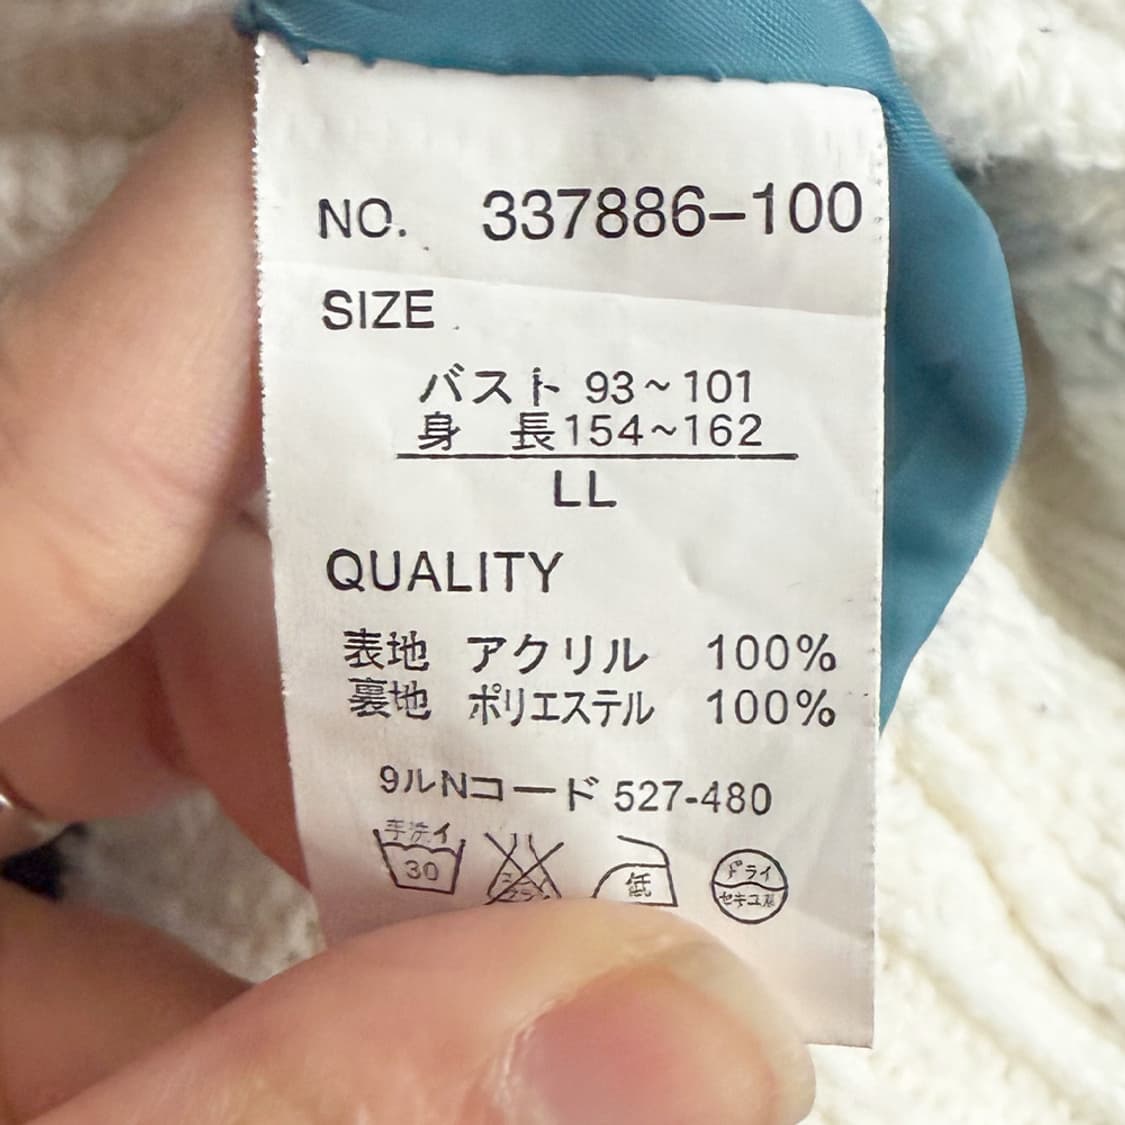 NO. 337886-100
SIZE
バスト 93~101
身 長154~162
LL
QUALITY
表地 アクリル 100%
裏地 ポリエステル 100%
9ルNコード 527-480
手洗イ
30
低
ドライ
セキユ系